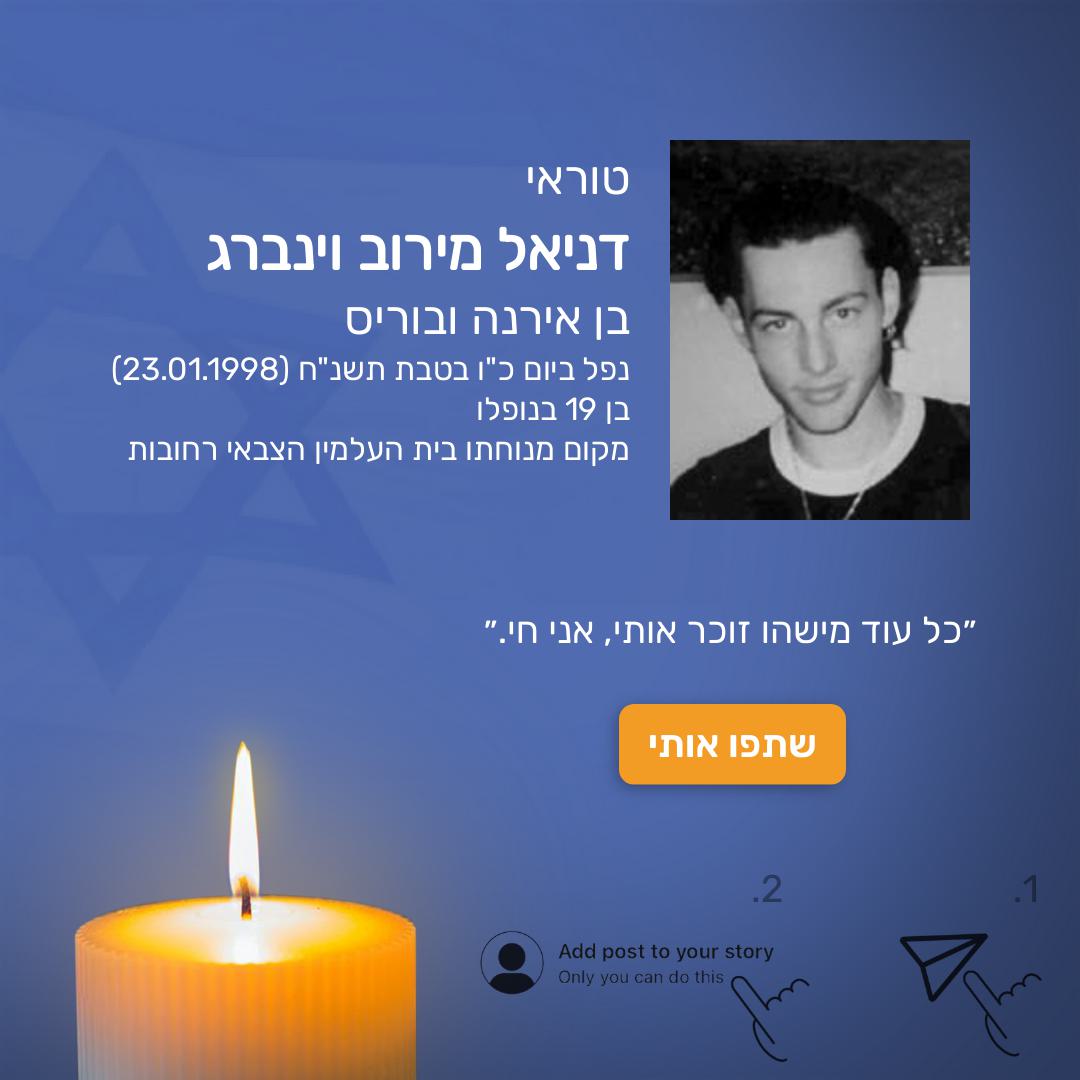 טוראי
דניאל מירוב וינברג
בן אירנה ובוריס
נפל ביום כ"ו בטבת תשנ"ח (23.01.1998)
בן 19 בנופלו
מקום מנוחתו בית העלמין הצבאי רחובות
״כל עוד מישהו זוכר אותי, אני חי.״
שתפו אותי
1.
2.
Add post to your story
Only you can do this